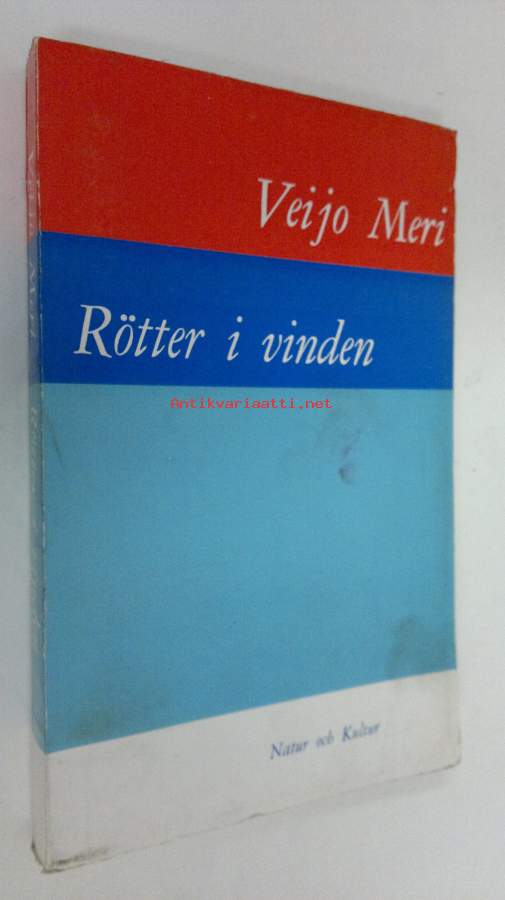 Veijo Meri
Rötter i vinden
Antikvariaatti.net
Natur och Kultur